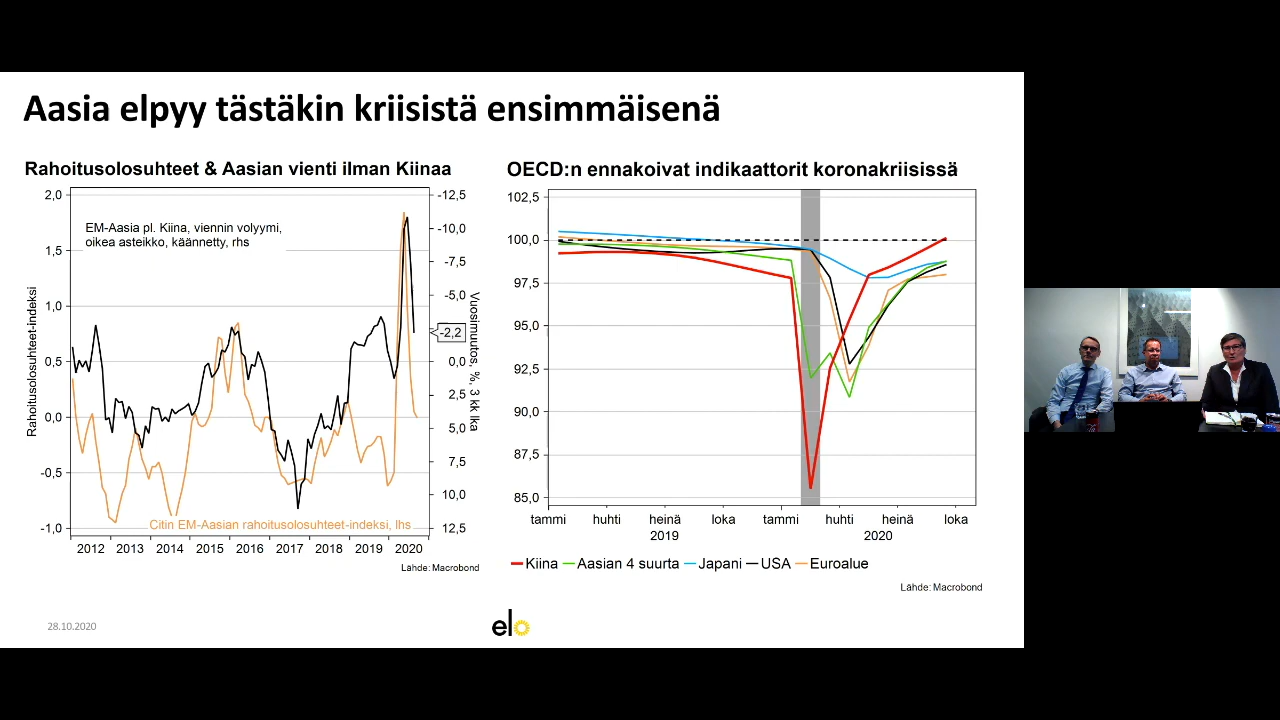 Aasia elpyy tästäkin kriisistä ensimmäisenä
Rahoitusolosuhteet & Aasian vienti ilman Kiinaa
2,0
1,5
1,0
0,5
0,0
-0,5
-1,0
Rahoitusolosuhteet-indeksi
EM-Aasia pl. Kiina, viennin volyymi,
oikea asteikko, käännetty, rhs
Citin EM-Aasian rahoitusolosuhteet-indeksi, lhs
-12,5
-10,0
-7,5
-5,0
-2,2
0,0
2,5
5,0
7,5
10,0
12,5
Vuosimuutos, %, 3 kk lka
2012 2013 2014 2015 2016 2017 2018 2019 2020
Lähde: Macrobond
OECD:n ennakoivat indikaattorit koronakriisissä
102,5
100,0
97,5
95,0
92,5
90,0
87,5
85,0
tammi huhti heinä loka tammi huhti heinä loka
2019 2020
Kiina Aasian 4 suurta Japani USA Euroalue
Lähde: Macrobond
28.10.2020
elo